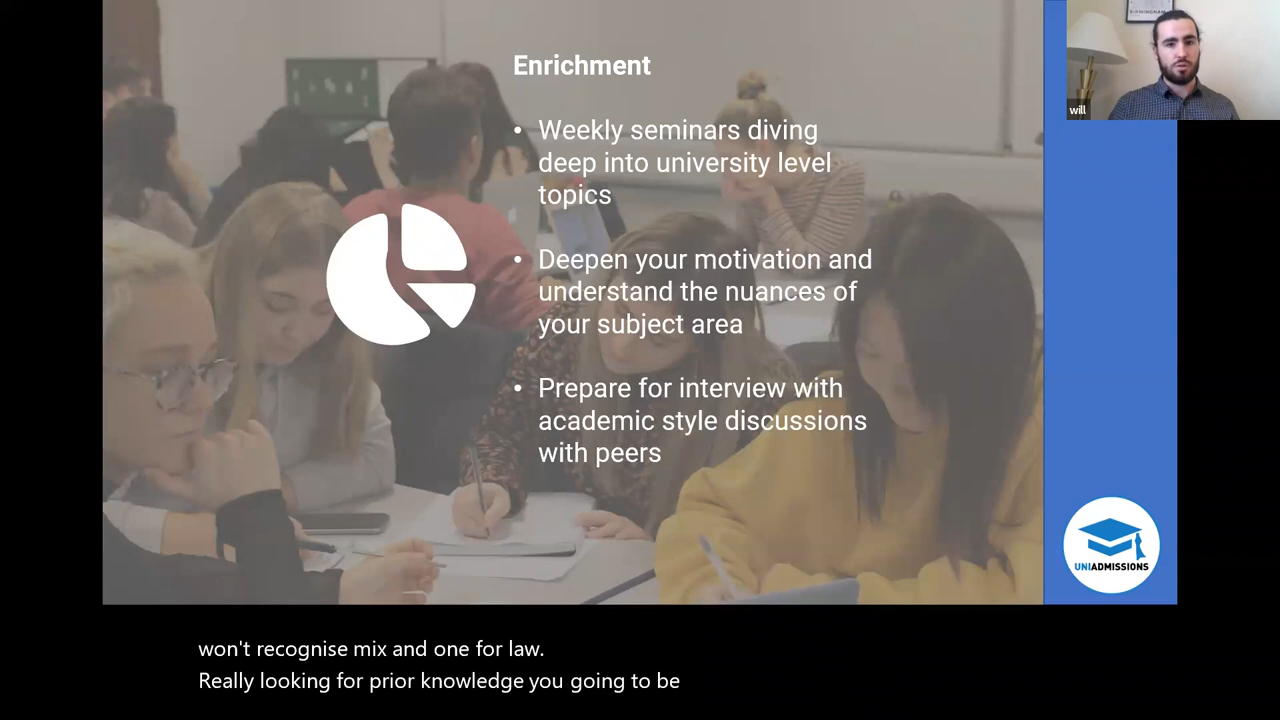 Enrichment
• Weekly seminars diving
deep into university level
topics
• Deepen your motivation and
understand the nuances of
your subject area
• Prepare for interview with
academic style discussions
with peers
BIRMINGHAM
will
UNIADMISSIONS
won't recognise mix and one for law.
Really looking for prior knowledge you going to be